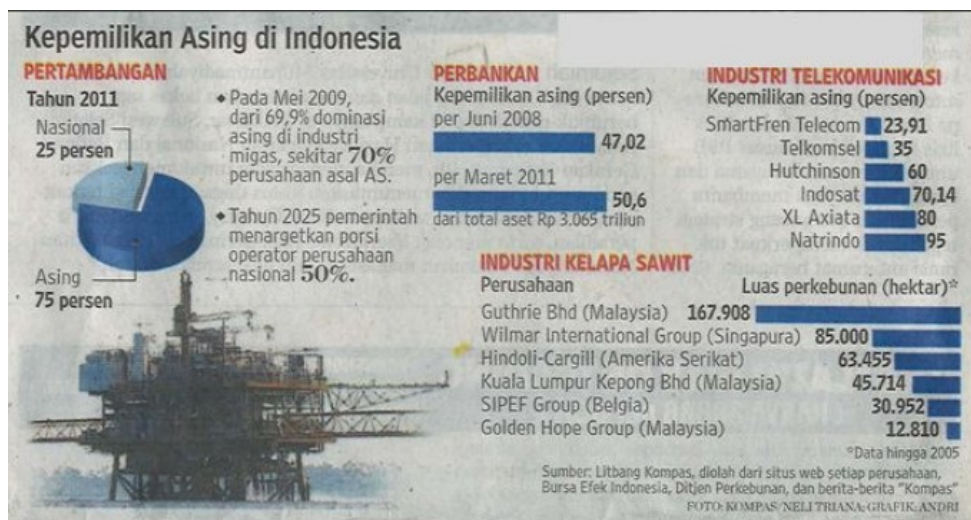 Kepemilikan Asing di Indonesia
PERTAMBANGAN
Tahun 2011
Nasional
25 persen
Asing
75 persen
• Pada Mei 2009,
dari 69,9% dominasi
asing di industri
migas, sekitar 70%
perusahaan asal AS.
• Tahun 2025 pemerintah
menargetkan porsi
operator perusahaan
nasional 50%.
PERBANKAN
Kepemilikan asing (persen)
per Juni 2008
47,02
per Maret 2011
50,6
dari total aset Rp 3.065 triliun
INDUSTRI TELEKOMUNIKASI
Kepemilikan asing (persen)
SmartFren Telecom 23,91
Telkomsel 35
Hutchinson 60
Indosat 70,14
XL Axiata 80
Natrindo 95
INDUSTRI KELAPA SAWIT
Perusahaan Luas perkebunan (hektar)*
Guthrie Bhd (Malaysia) 167.908
Wilmar International Group (Singapura) 85.000
Hindoli-Cargill (Amerika Serikat) 63.455
Kuala Lumpur Kepong Bhd (Malaysia) 45.714
SIPEF Group (Belgia) 30.952
Golden Hope Group (Malaysia) 12.810
*Data hingga 2005
Sumber: Litbang Kompas, diolah dari situs web setiap perusahaan,
Bursa Efek Indonesia, Ditjen Perkebunan, dan berita-berita "Kompas"
FOTO: KOMPAS/NELI TRIANA; GRAFIK: ANDRI